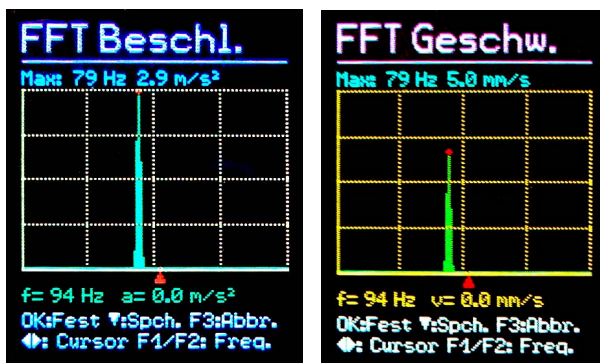 FFT Beschl.
Max: 79 Hz 2.9 m/s²
f= 94 Hz a= 0.0 m/s²
OK:Fest ▼:Spch. F3:Abbr.
◀▶: Cursor F1/F2: Freq.
FFT Geschw.
Max: 79 Hz 5.0 mm/s
f= 94 Hz v= 0.0 mm/s
OK:Fest ▼:Spch. F3:Abbr.
◀▶: Cursor F1/F2: Freq.